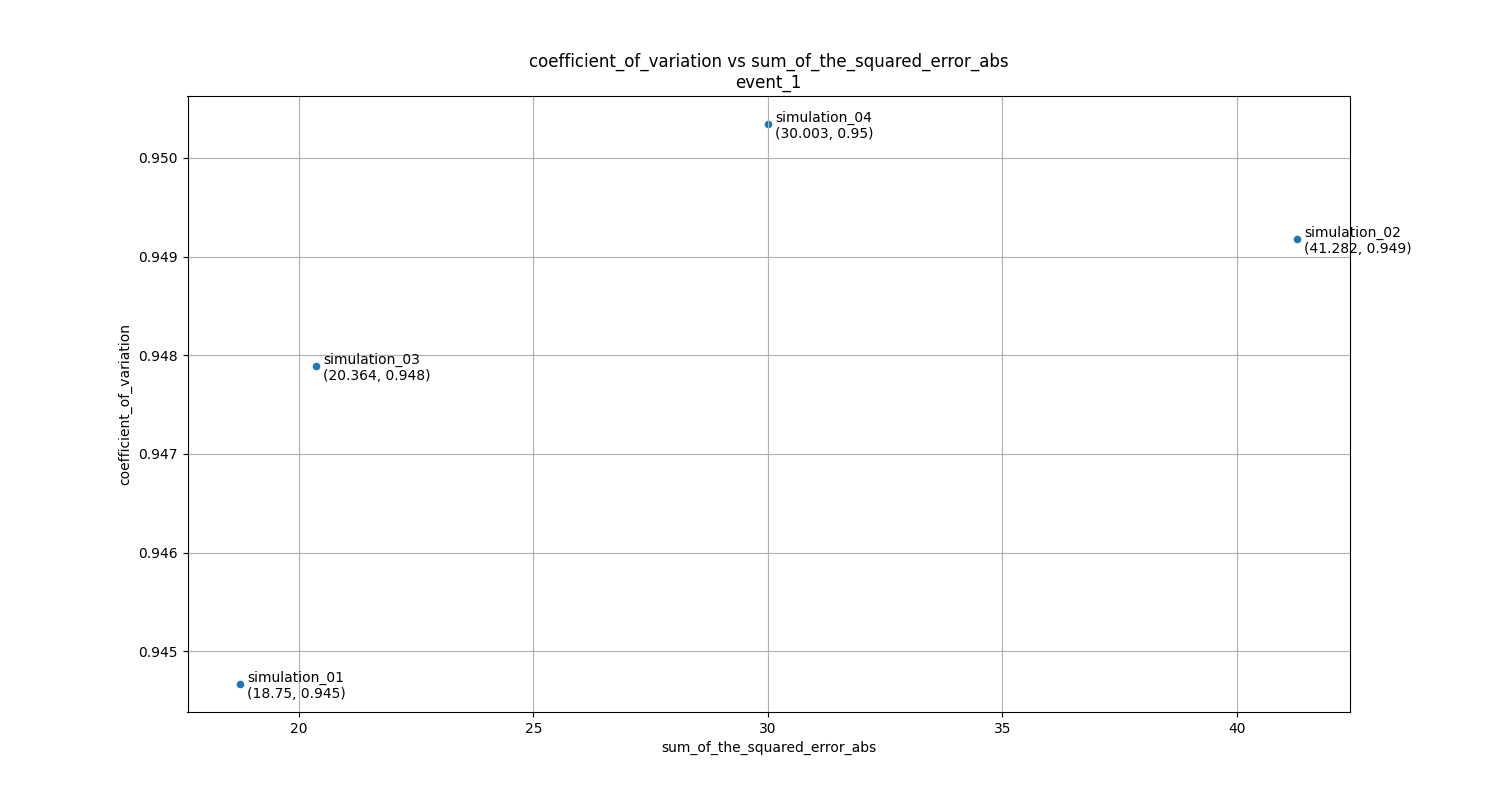 coefficient_of_variation vs sum_of_the_squared_error_abs
event_1
simulation_04
(30.003, 0.95)
0.950
simulation_02
(41.282, 0.949)
0.949
simulation_03
(20.364, 0.948)
0.948
coefficient_of_variation
0.947
0.946
0.945
simulation_01
(18.75, 0.945)
20 25 30 35 40
sum_of_the_squared_error_abs